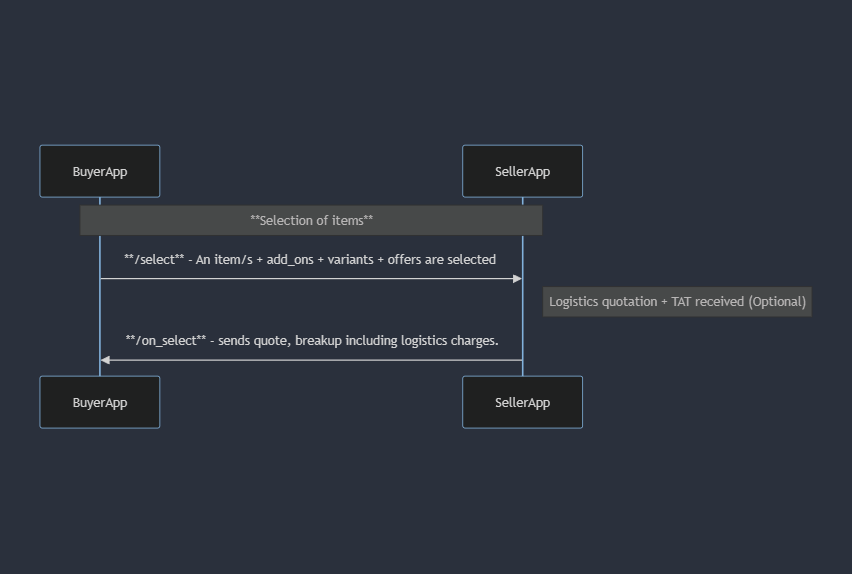 BuyerApp
SellerApp
**Selection of items**
**/select** - An item/s + add_ons + variants + offers are selected
Logistics quotation + TAT received (Optional)
**/on_select** - sends quote, breakup including logistics charges.
BuyerApp
SellerApp